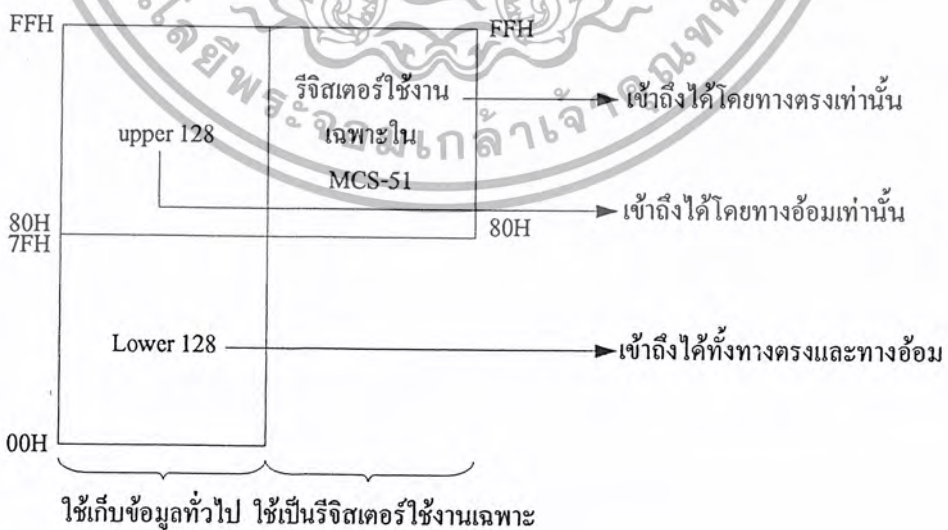 FFH
FFH
รีจิสเตอร์ใช้งาน
เฉพาะใน
MCS-51
เข้าถึงได้โดยทางตรงเท่านั้น
upper 128
เข้าถึงได้โดยทางอ้อมเท่านั้น
80H
80H
7FH
Lower 128
เข้าถึงได้ทั้งทางตรงและทางอ้อม
00H
ใช้เก็บข้อมูลทั่วไป ใช้เป็นรีจิสเตอร์ใช้งานเฉพาะ